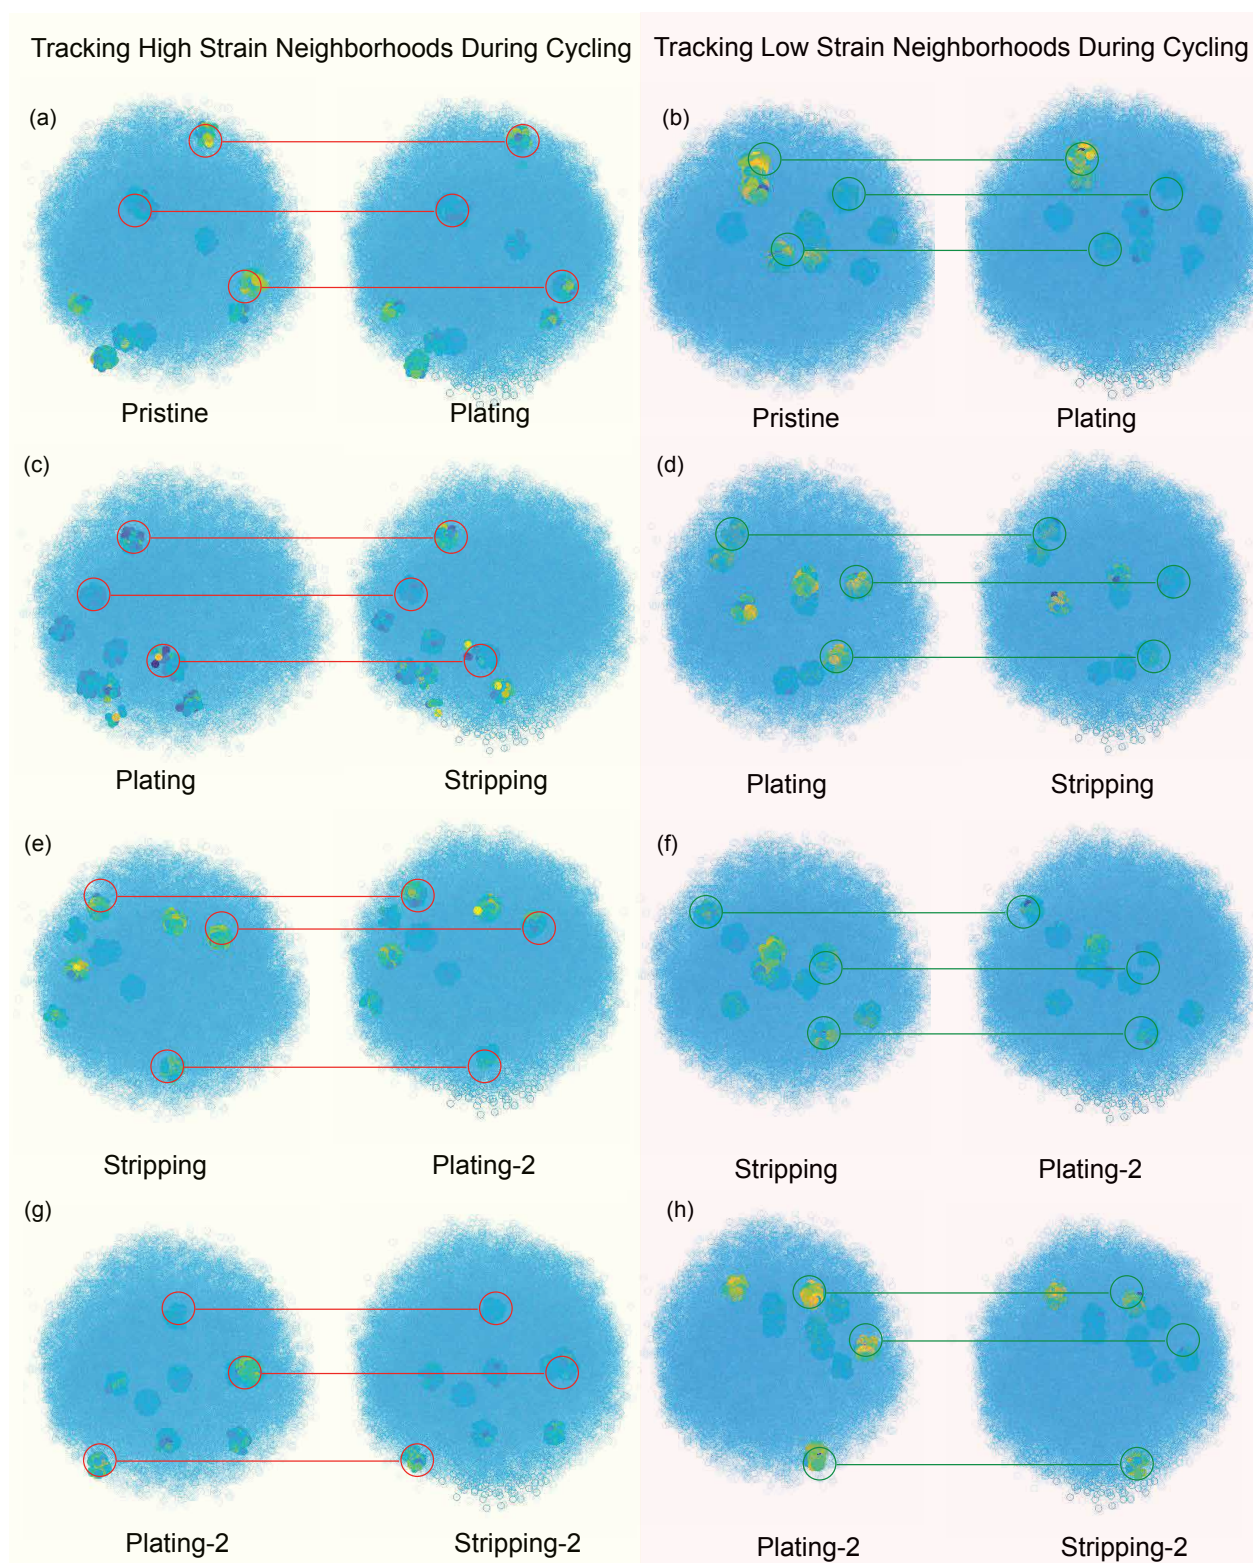 Tracking High Strain Neighborhoods During Cycling
Tracking Low Strain Neighborhoods During Cycling
(a)
(b)
Pristine
Plating
Pristine
Plating
(c)
(d)
Plating
Stripping
Plating
Stripping
(e)
(f)
Stripping
Plating-2
Stripping
Plating-2
(g)
(h)
Plating-2
Stripping-2
Plating-2
Stripping-2